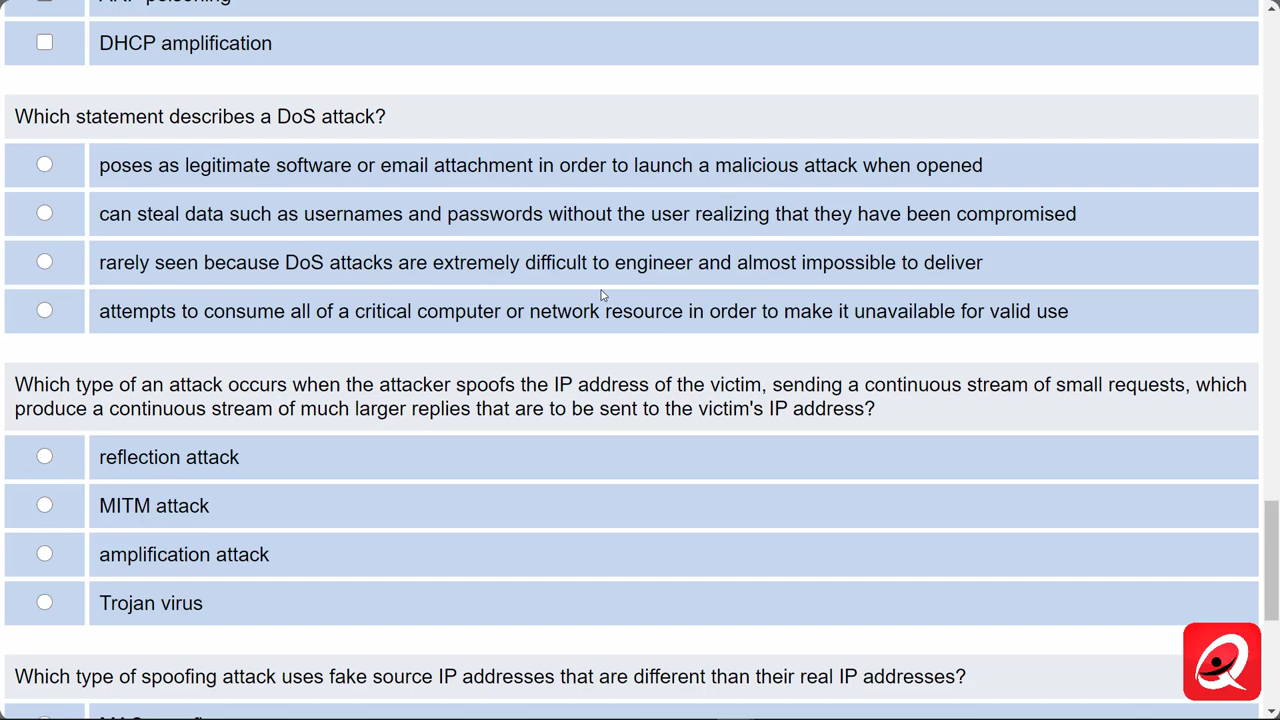 DHCP amplification
Which statement describes a DoS attack?
poses as legitimate software or email attachment in order to launch a malicious attack when opened
can steal data such as usernames and passwords without the user realizing that they have been compromised
rarely seen because DoS attacks are extremely difficult to engineer and almost impossible to deliver
attempts to consume all of a critical computer or network resource in order to make it unavailable for valid use
Which type of an attack occurs when the attacker spoofs the IP address of the victim, sending a continuous stream of small requests, which
produce a continuous stream of much larger replies that are to be sent to the victim's IP address?
reflection attack
MITM attack
amplification attack
Trojan virus
Which type of spoofing attack uses fake source IP addresses that are different than their real IP addresses?